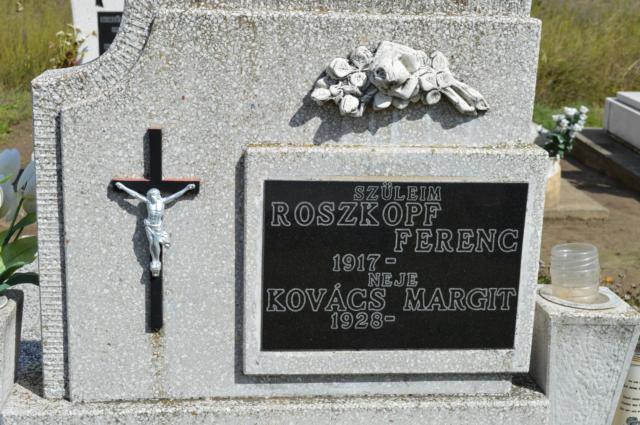 SZÜLEIM
ROSZKOPF
FERENC
1917-
NEJE
KOVÁCS MARGIT
1928-